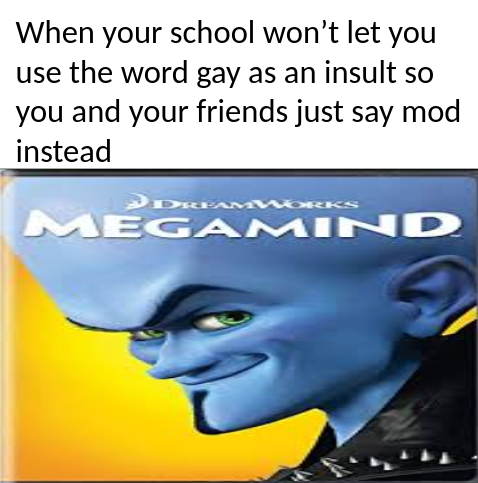 When your school won’t let you
use the word gay as an insult so
you and your friends just say mod
instead
DREAMWORKS
MEGAMIND